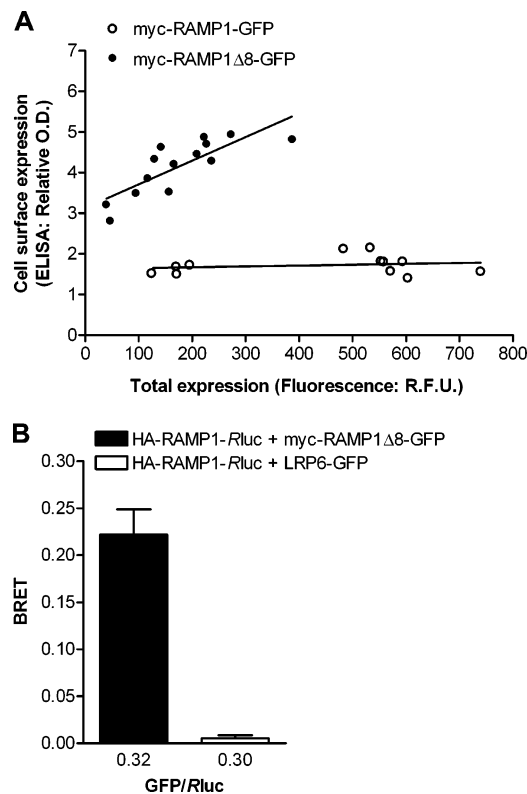 A
myc-RAMP1-GFP
myc-RAMP1Δ8-GFP
7
6
5
4
3
2
1
0
Cell surface expression
(ELISA: Relative O.D.)
0 100 200 300 400 500 600 700 800
Total expression (Fluorescence: R.F.U.)
B
HA-RAMP1-Rluc + myc-RAMP1Δ8-GFP
HA-RAMP1-Rluc + LRP6-GFP
0.30
0.25
0.20
0.15
0.10
0.05
0.00
BRET
0.32 0.30
GFP/Rluc